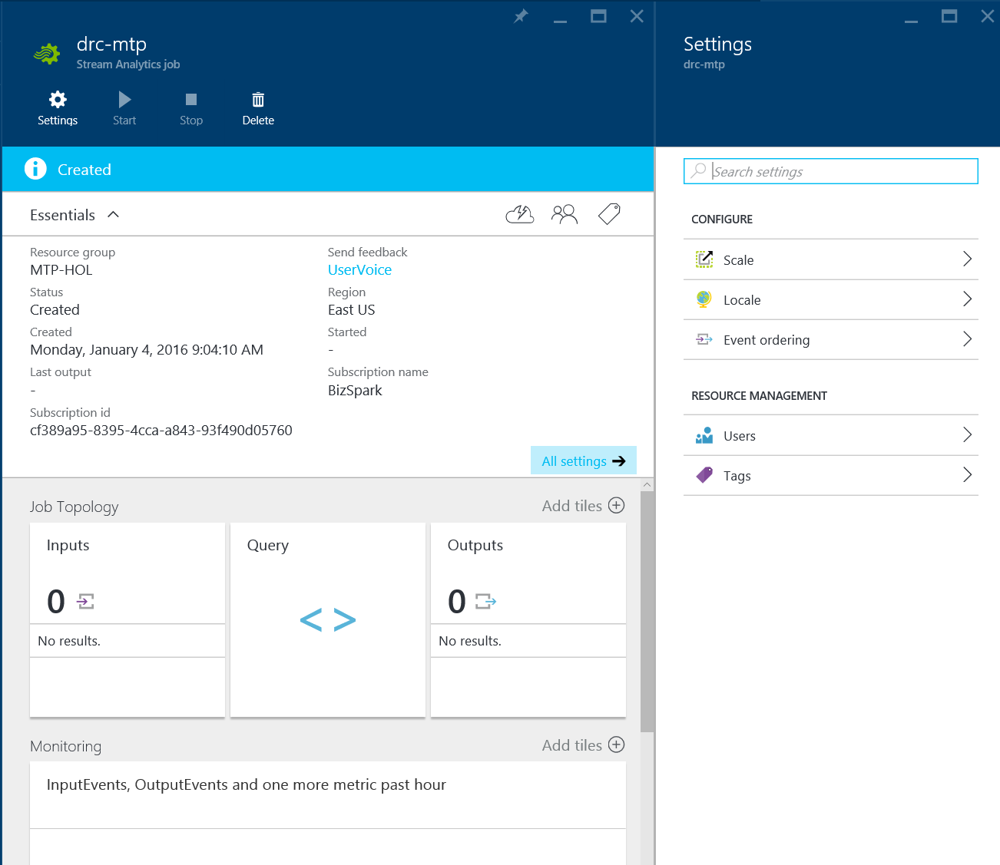 drc-mtp
Stream Analytics job
Settings
Start
Stop
Delete
Created
Essentials
Resource group
MTP-HOL
Status
Created
Created
Monday, January 4, 2016 9:04:10 AM
Last output
-
Subscription id
cf389a95-8395-4cca-a843-93f490d05760
Send feedback
UserVoice
Region
East US
Started
-
Subscription name
BizSpark
All settings
Job Topology
Add tiles
Inputs
0
No results.
Query
< >
Outputs
0
No results.
Monitoring
Add tiles
InputEvents, OutputEvents and one more metric past hour
Settings
drc-mtp
Search settings
CONFIGURE
Scale
Locale
Event ordering
RESOURCE MANAGEMENT
Users
Tags